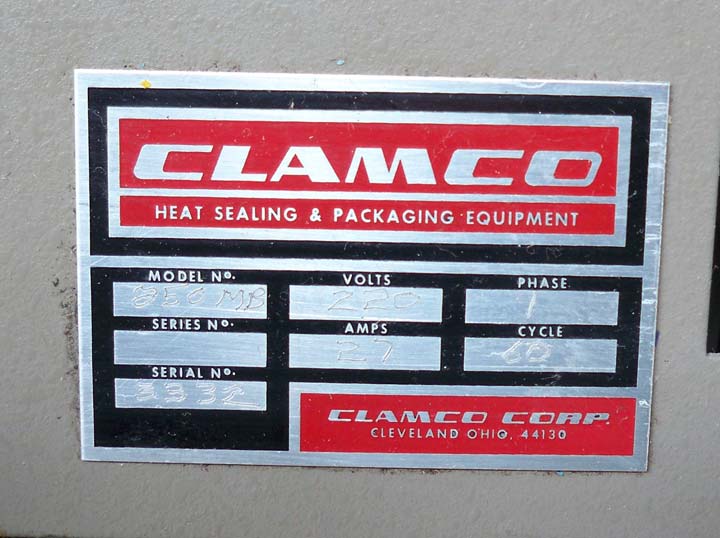 CLAMCO
HEAT SEALING & PACKAGING EQUIPMENT
MODEL No. VOLTS PHASE
850 MB 220 1
SERIES No. AMPS CYCLE
27 60
SERIAL No.
3332
CLAMCO CORP.
CLEVELAND OHIO, 44130